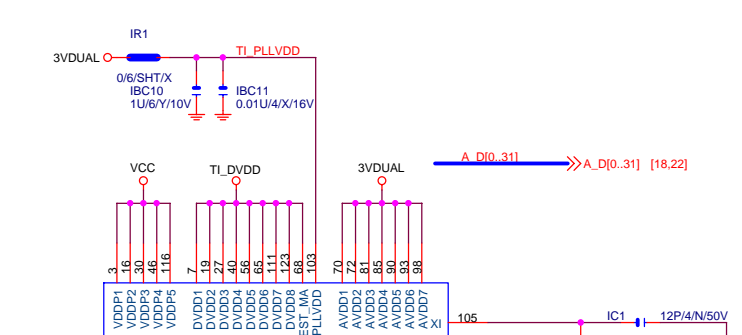 IR1
3VDUAL
TI_PLLVDD
0/6/SHT/X
IBC10
1U/6/Y/10V
IBC11
0.01U/4/X/16V
A_D[0..31]
A_D[0..31] [18,22]
VCC
TI_DVDD
3VDUAL
3
16
30
46
116
7
19
27
40
56
65
111
123
68
103
70
72
81
85
90
93
98
VDDP1
VDDP2
VDDP3
VDDP4
VDDP5
DVDD1
DVDD2
DVDD3
DVDD4
DVDD5
DVDD6
DVDD7
DVDD8
EST_MA
PLLVDD
AVDD1
AVDD2
AVDD3
AVDD4
AVDD5
AVDD6
AVDD7
XI
105
IC1
12P/4/N/50V